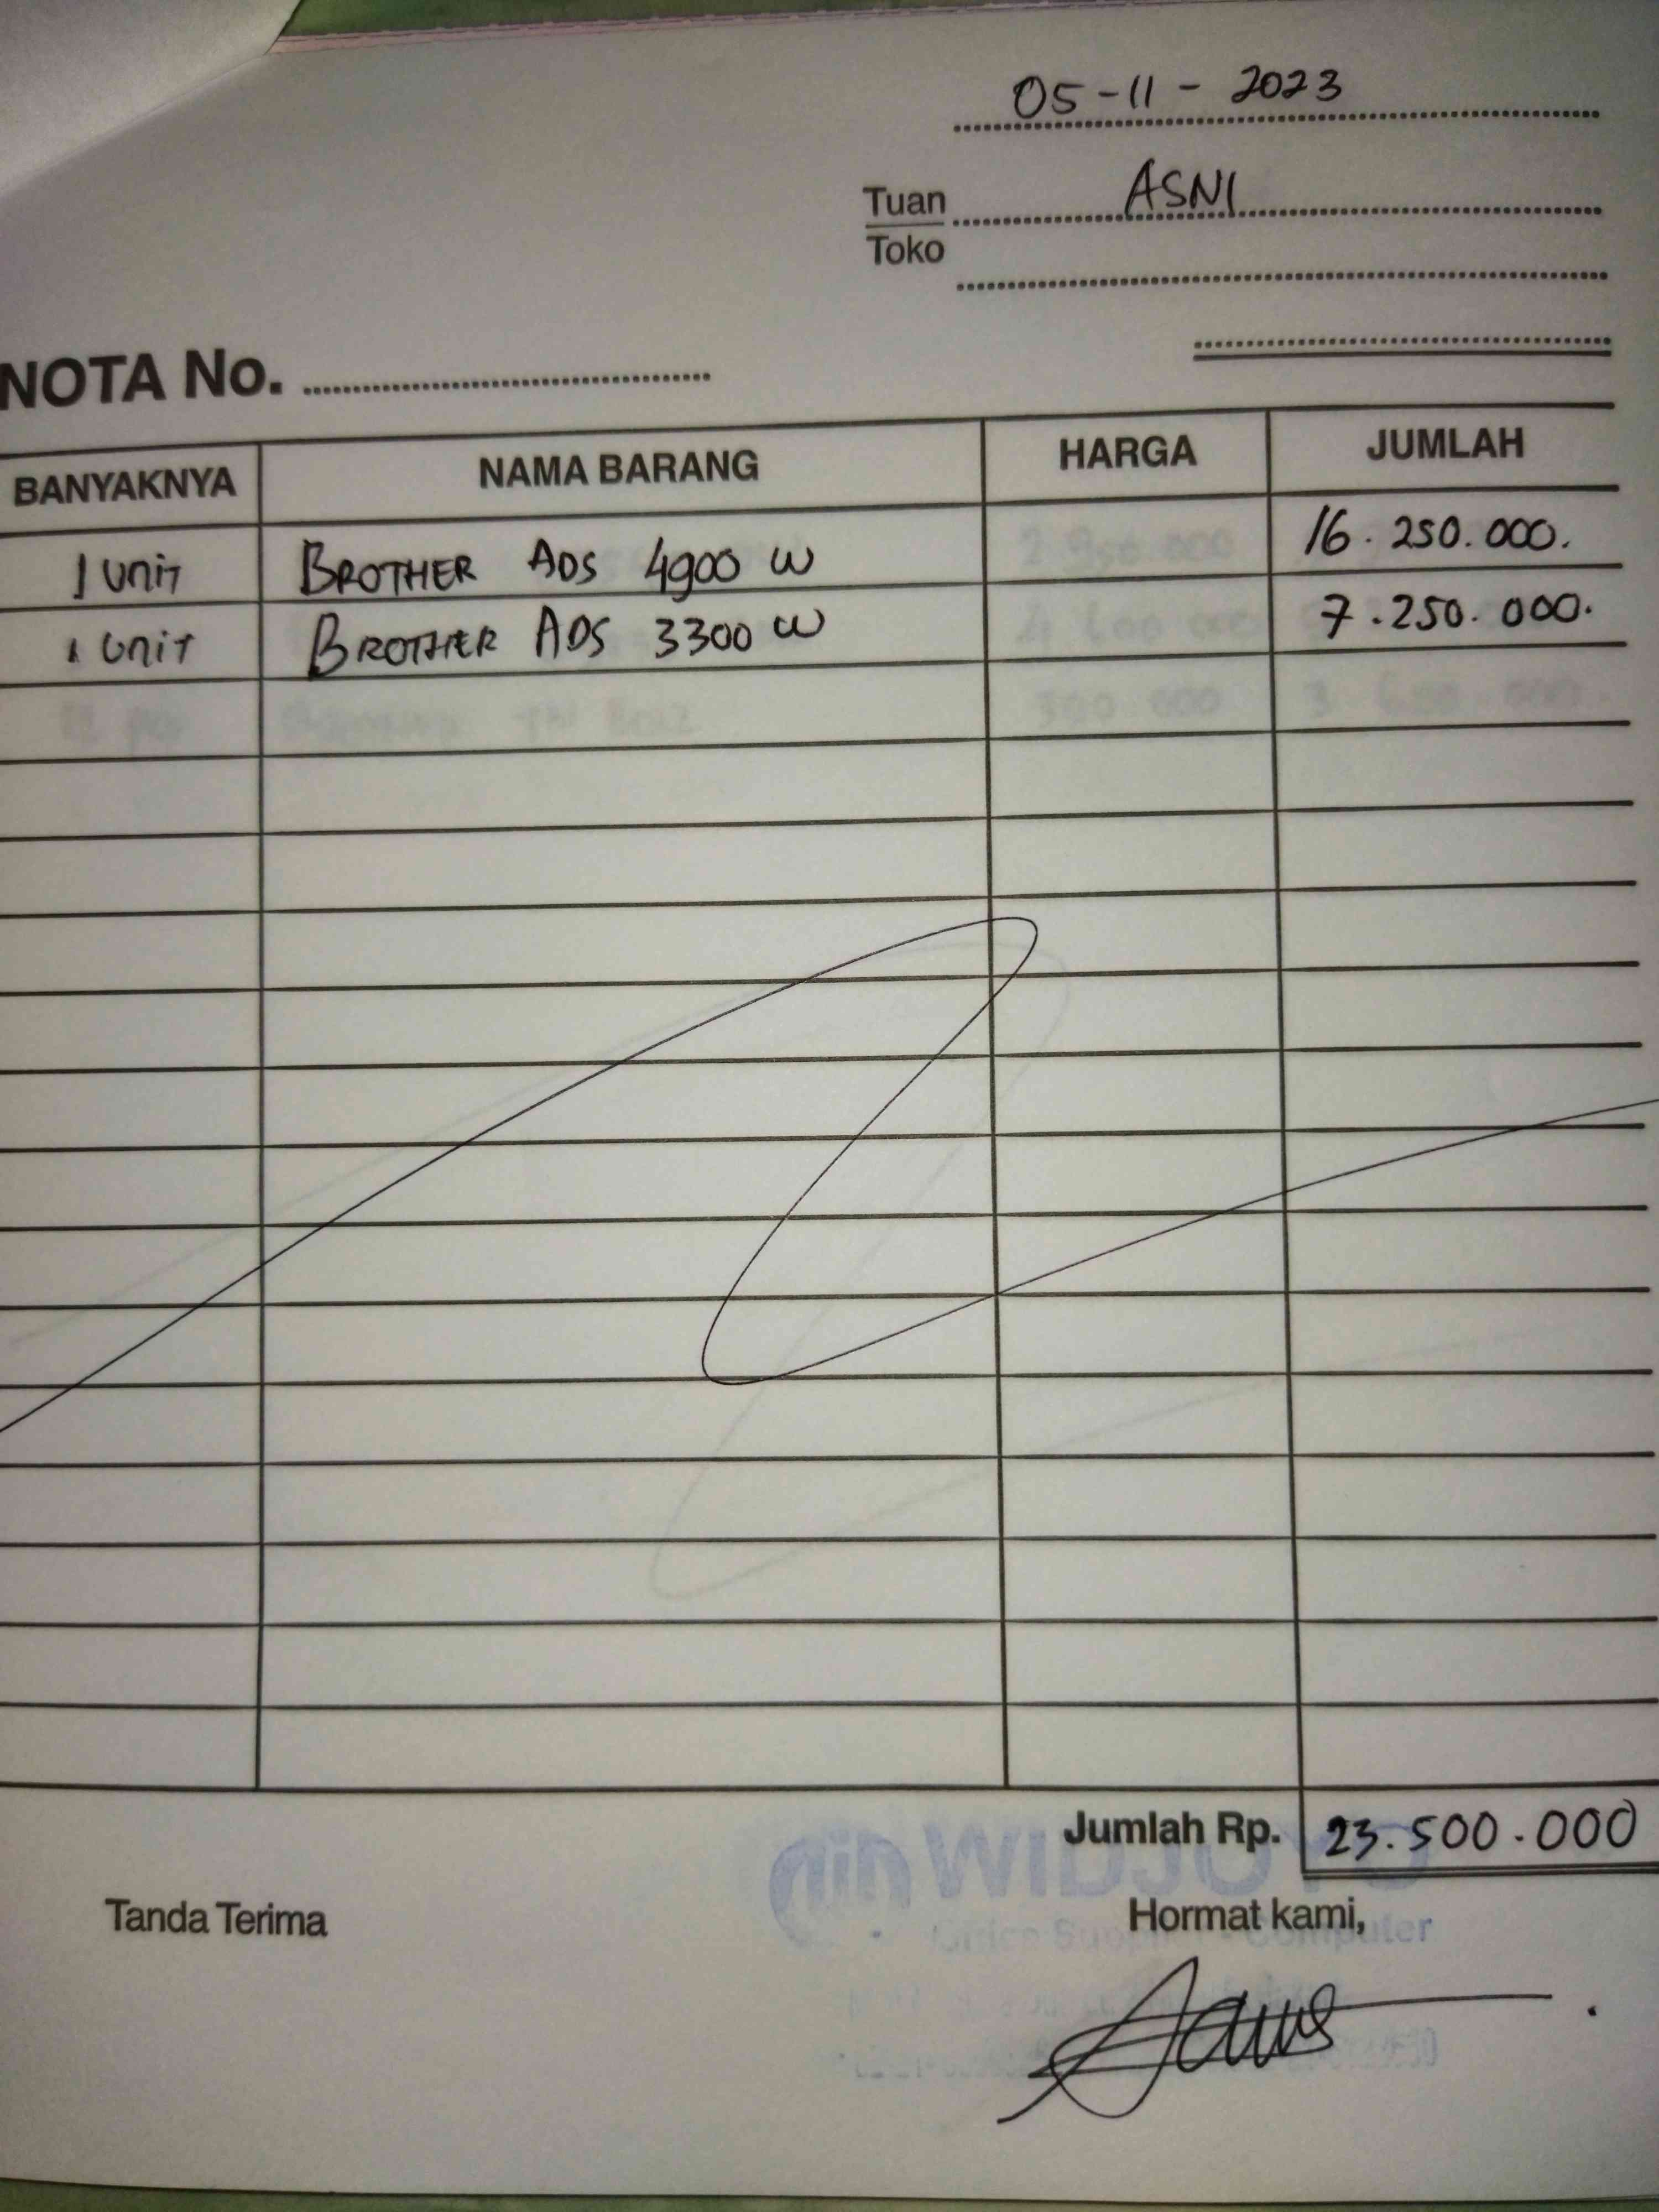 05-11-2023
Tuan ASNI
Toko
NOTA No.
BANYAKNYA NAMA BARANG HARGA JUMLAH
1 Unit BROTHER ADS 4900 W 16.250.000.
1 Unit BROTHER ADS 3300 W 7.250.000.
Jumlah Rp. 23.500.000
WIDJOYO
Tanda Terima Hormat kami,
Computer